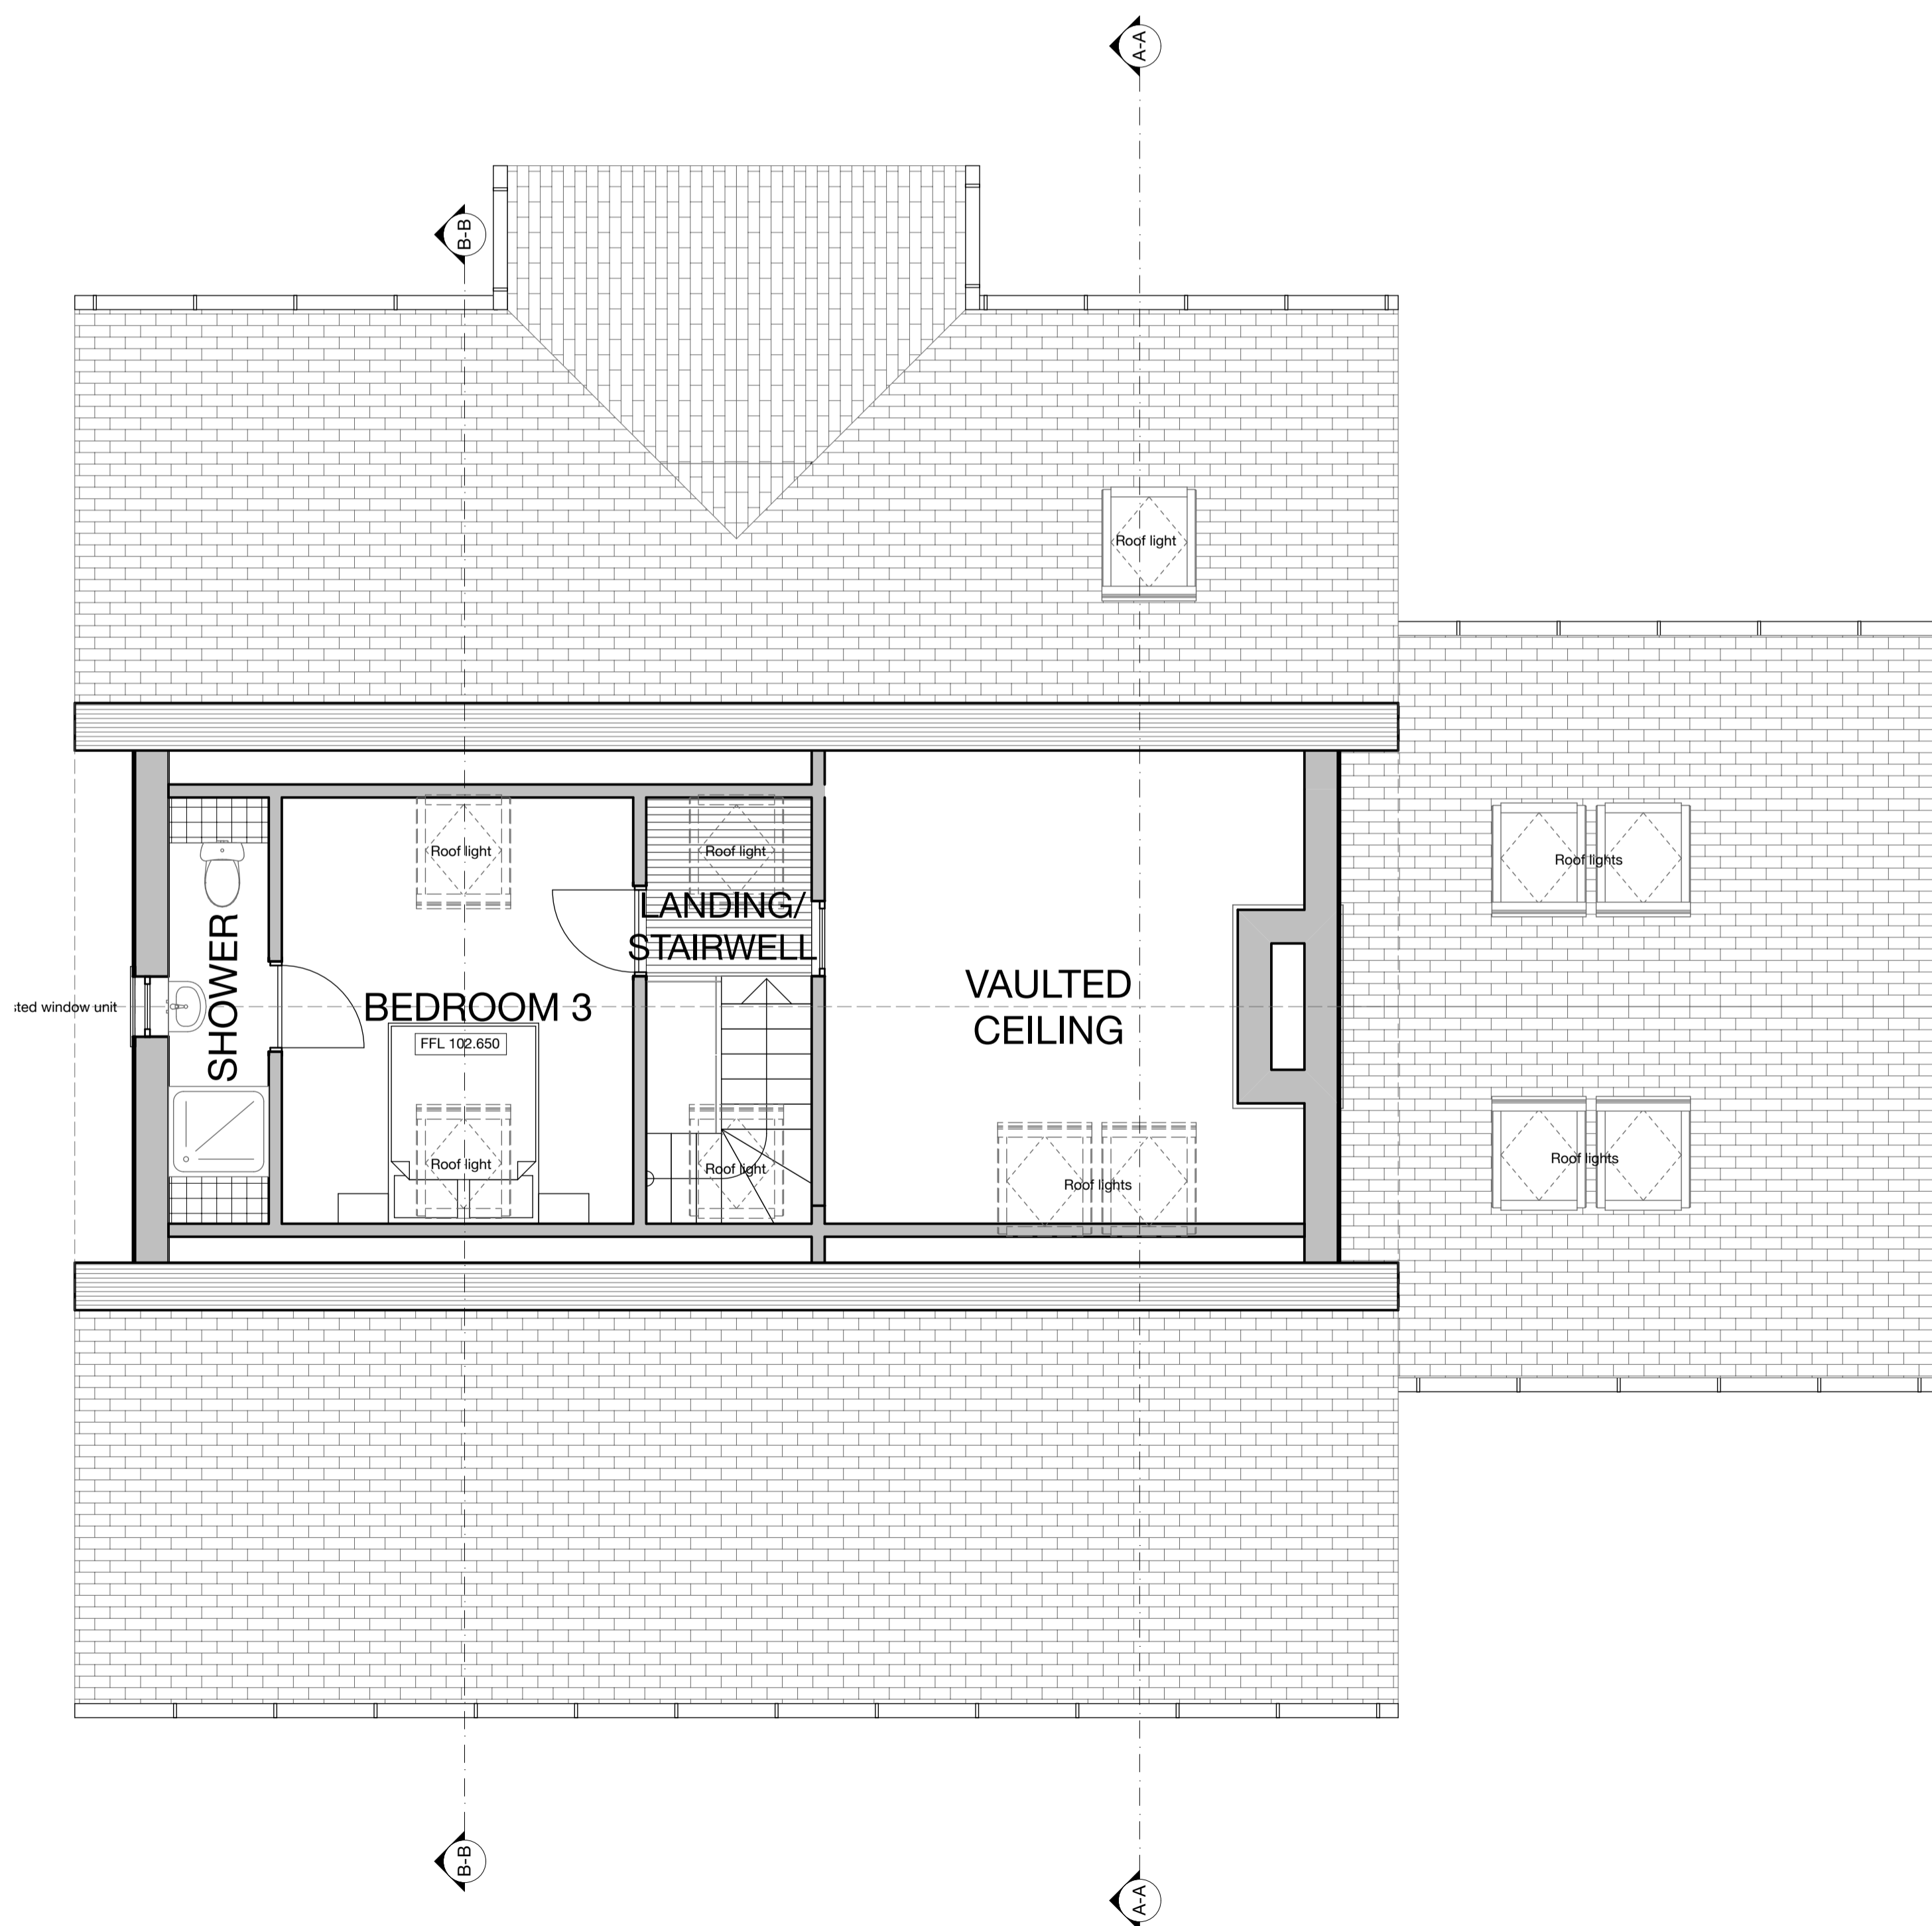 A-A
B-B
Roof light
Roof light
Roof light
Roof lights
LANDING/
STAIRWELL
SHOWER
VAULTED
CEILING
window unit
BEDROOM 3
FFL 102.650
Roof light
Roof light
Roof lights
Roof lights
B-B
A-A